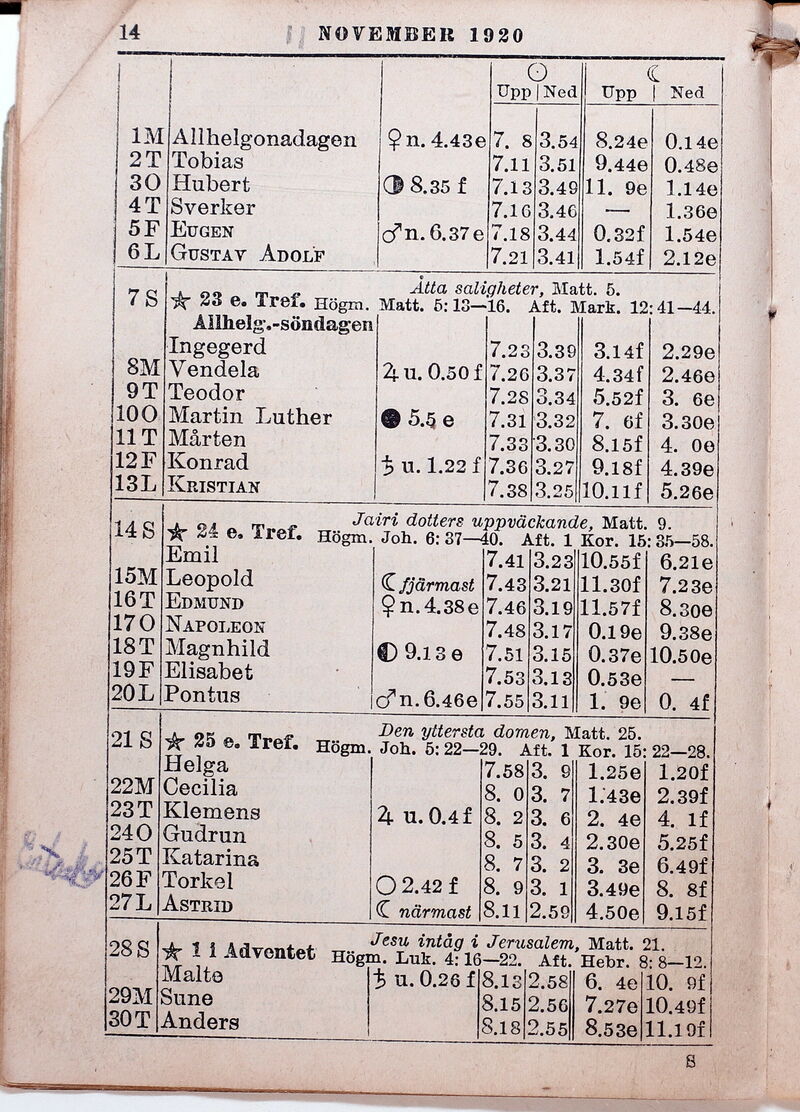 14 NOVEMBER 1920
☉ ☾
Upp Ned Upp Ned
1 M Allhelgonadagen ♀ n. 4.43 e 7. 8 3.54 8.24e 0.14e
2 T Tobias 7.11 3.51 9.44e 0.48e
3 O Hubert ◑ 8.35 f 7.13 3.49 11. 9e 1.14e
4 T Sverker 7.16 3.46 — 1.36e
5 F EUGEN ♂ n. 6.37 e 7.18 3.44 0.32f 1.54e
6 L GUSTAV ADOLF 7.21 3.41 1.54f 2.12e
Åtta saligheter, Matt. 5.
7 S ☆ 23 e. Tref. Högm. Matt. 5: 13—16. Aft. Mark. 12: 41—44.
Allhelg.-söndagen
Ingegerd 7.23 3.39 3.14f 2.29e
8 M Vendela ♃ u. 0.50 f 7.26 3.37 4.34f 2.46e
9 T Teodor 7.28 3.34 5.52f 3. 6e
10 O Martin Luther ● 5.5 e 7.31 3.32 7. 6f 3.30e
11 T Mårten 7.33 3.30 8.15f 4. 0e
12 F Konrad ♄ u. 1.22 f 7.36 3.27 9.18f 4.39e
13 L KRISTIAN 7.38 3.25 10.11f 5.26e
Jairi dotters uppväckande, Matt. 9.
14 S ☆ 24 e. Tref. Högm. Joh. 6: 37—40. Aft. 1 Kor. 15: 35—58.
Emil 7.41 3.23 10.55f 6.21e
15 M Leopold ☾ fjärmast 7.43 3.21 11.30f 7.23e
16 T EDMUND ♀ n. 4.38 e 7.46 3.19 11.57f 8.30e
17 O NAPOLEON 7.48 3.17 0.19e 9.38e
18 T Magnhild ◐ 9.13 e 7.51 3.15 0.37e 10.50e
19 F Elisabet 7.53 3.13 0.53e —
20 L Pontus ♂ n. 6.46e 7.55 3.11 1. 9e 0. 4f
Den yttersta domen, Matt. 25.
21 S ☆ 25 e. Tref. Högm. Joh. 5: 22—29. Aft. 1 Kor. 15: 22—28.
Helga 7.58 3. 9 1.25e 1.20f
22 M Cecilia 8. 0 3. 7 1.43e 2.39f
23 T Klemens ♃ u. 0.4 f 8. 2 3. 6 2. 4e 4. 1f
24 O Gudrun 8. 5 3. 4 2.30e 5.25f
25 T Katarina 8. 7 3. 2 3. 3e 6.49f
26 F Torkel ○ 2.42 f 8. 9 3. 1 3.49e 8. 8f
27 L ASTRID ☾ närmast 8.11 2.59 4.50e 9.15f
Jesu intåg i Jerusalem, Matt. 21.
28 S ☆ 1 i Adventet Högm. Luk. 4: 16—22. Aft. Hebr. 8: 8—12.
Malte ♄ u. 0.26 f 8.13 2.58 6. 4e 10. 9f
29 M Sune 8.15 2.56 7.27e 10.49f
30 T Anders 8.18 2.55 8.53e 11.19f
S